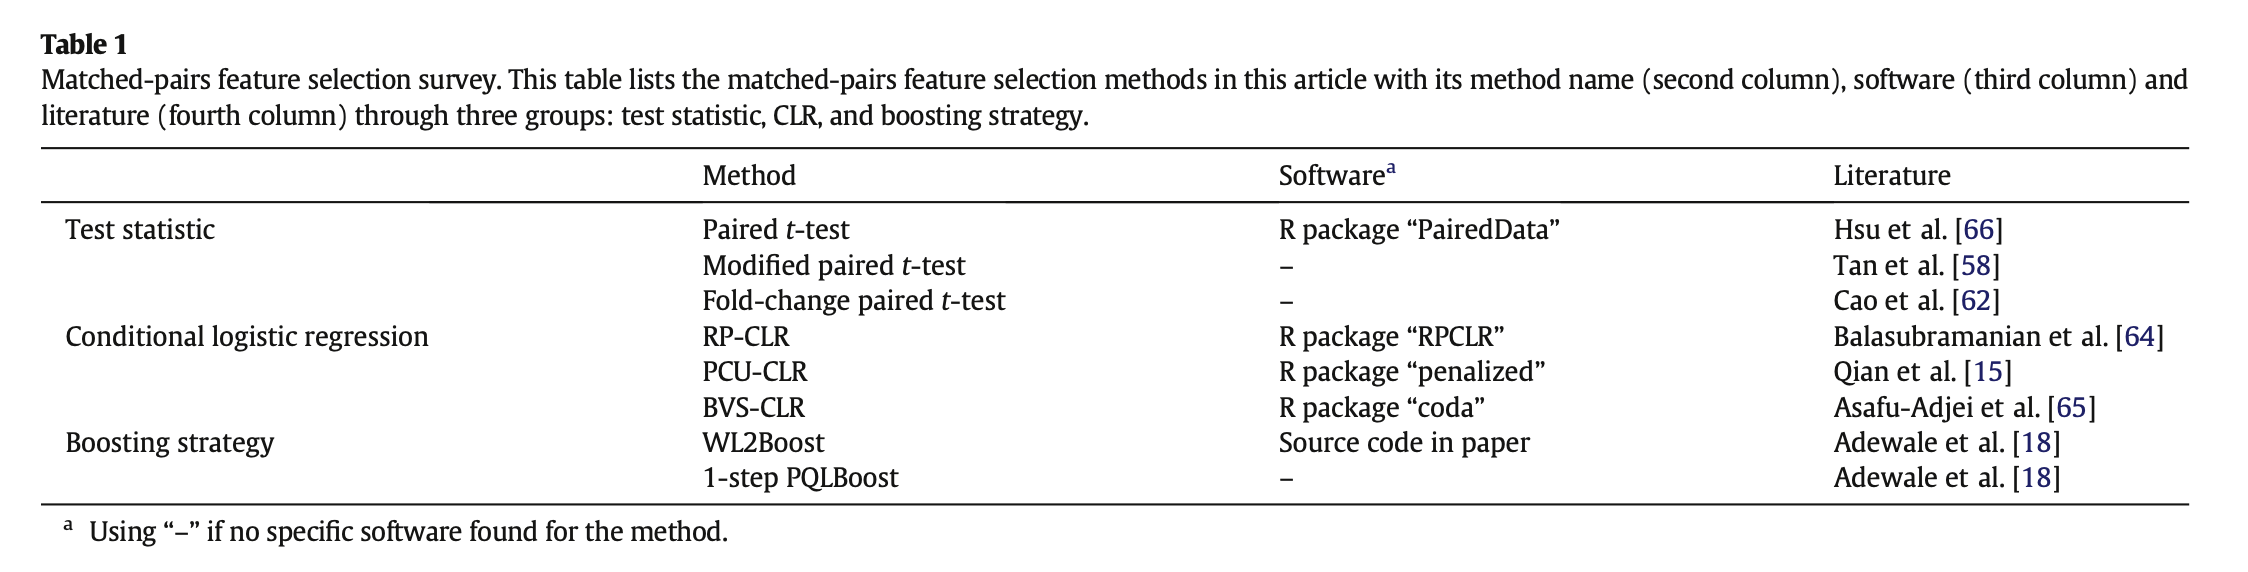 Table 1
Matched-pairs feature selection survey. This table lists the matched-pairs feature selection methods in this article with its method name (second column), software (third column) and
literature (fourth column) through three groups: test statistic, CLR, and boosting strategy.
Method Software a Literature
Test statistic Paired t-test R package “PairedData” Hsu et al. [66]
Modified paired t-test – Tan et al. [58]
Fold-change paired t-test – Cao et al. [62]
Conditional logistic regression RP-CLR R package “RPCLR” Balasubramanian et al. [64]
PCU-CLR R package “penalized” Qian et al. [15]
BVS-CLR R package “coda” Asafu-Adjei et al. [65]
Boosting strategy WL2Boost Source code in paper Adewale et al. [18]
1-step PQLBoost – Adewale et al. [18]
a Using “–” if no specific software found for the method.